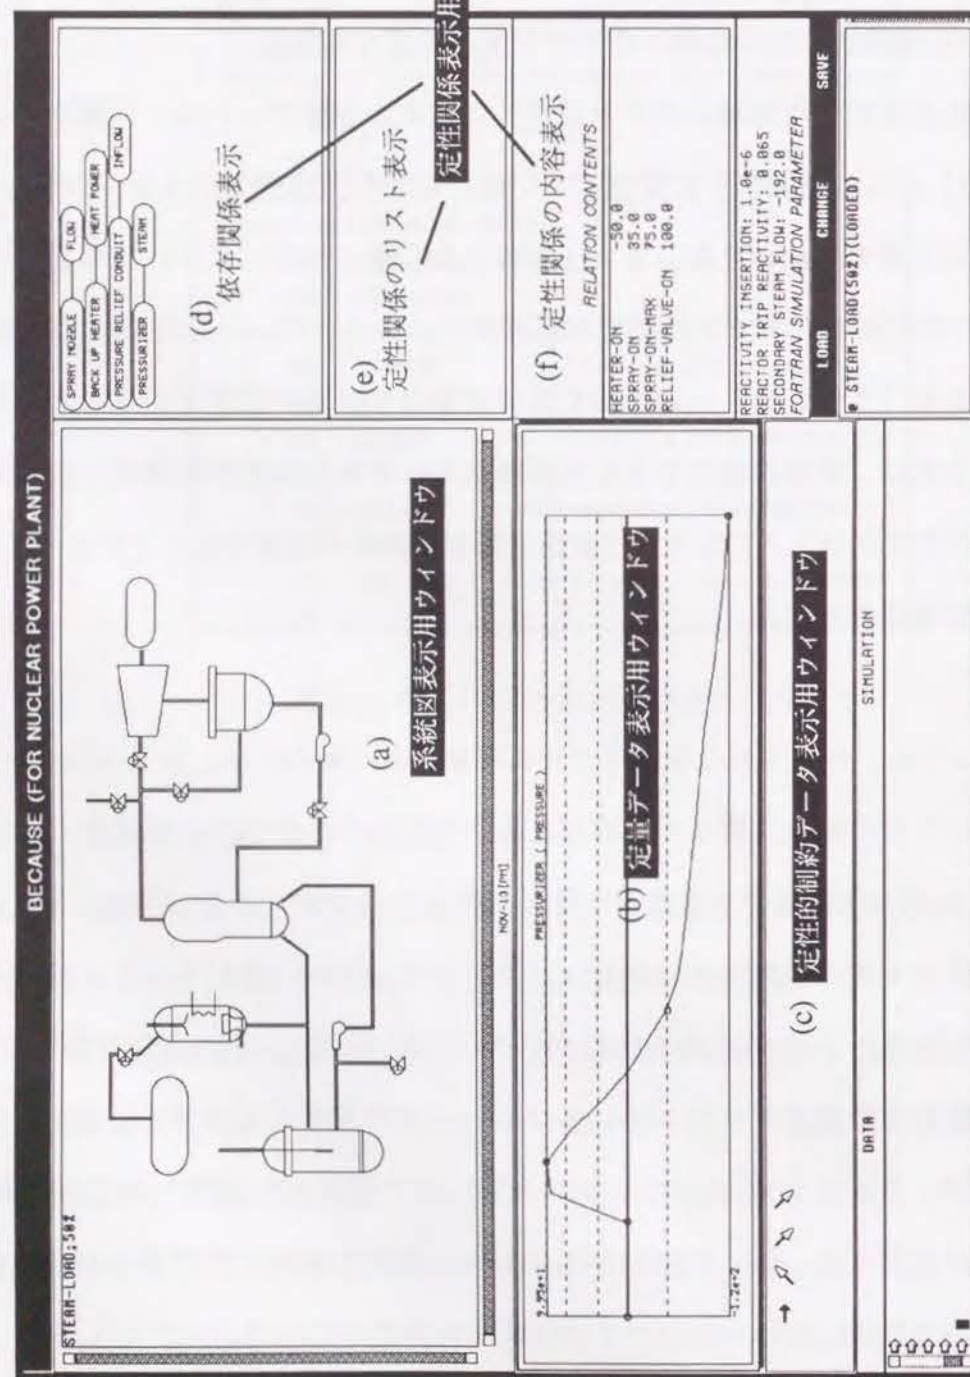 BECAUSE (FOR NUCLEAR POWER PLANT)
STEAM-LOAD;50%
(a)
系統図表示用ウィンドウ
NOV-13[PM]
PRESSURIZER ( PRESSURE )
-1.2e+2
(b) 定量データ表示用ウィンドウ
(c) 定性的制約データ表示用ウィンドウ
DATA
SIMULATION
SPRAY NOZZLE
FLOW
BACK UP HEATER
HEAT POWER
PRESSURE RELIEF CONDUIT
INFLOW
PRESSURIZER
STEAM
(d)
依存関係表示
(e)
定性関係のリスト表示
定性関係表示用
(f)
定性関係の内容表示
RELATION CONTENTS
HEATER-ON -50.0
SPRAY-ON 35.0
SPRAY-ON-MAX 75.0
RELIEF-VALVE-ON 100.0
REACTIVITY INSERTION: 1.0e-6
REACTOR TRIP REACTIVITY: 0.065
SECONDARY STEAM FLOW: -192.0
FORTRAN SIMULATION PARAMETER
LOAD CHANGE SAVE
@ STEAM-LOAD(50%)(LOADED)